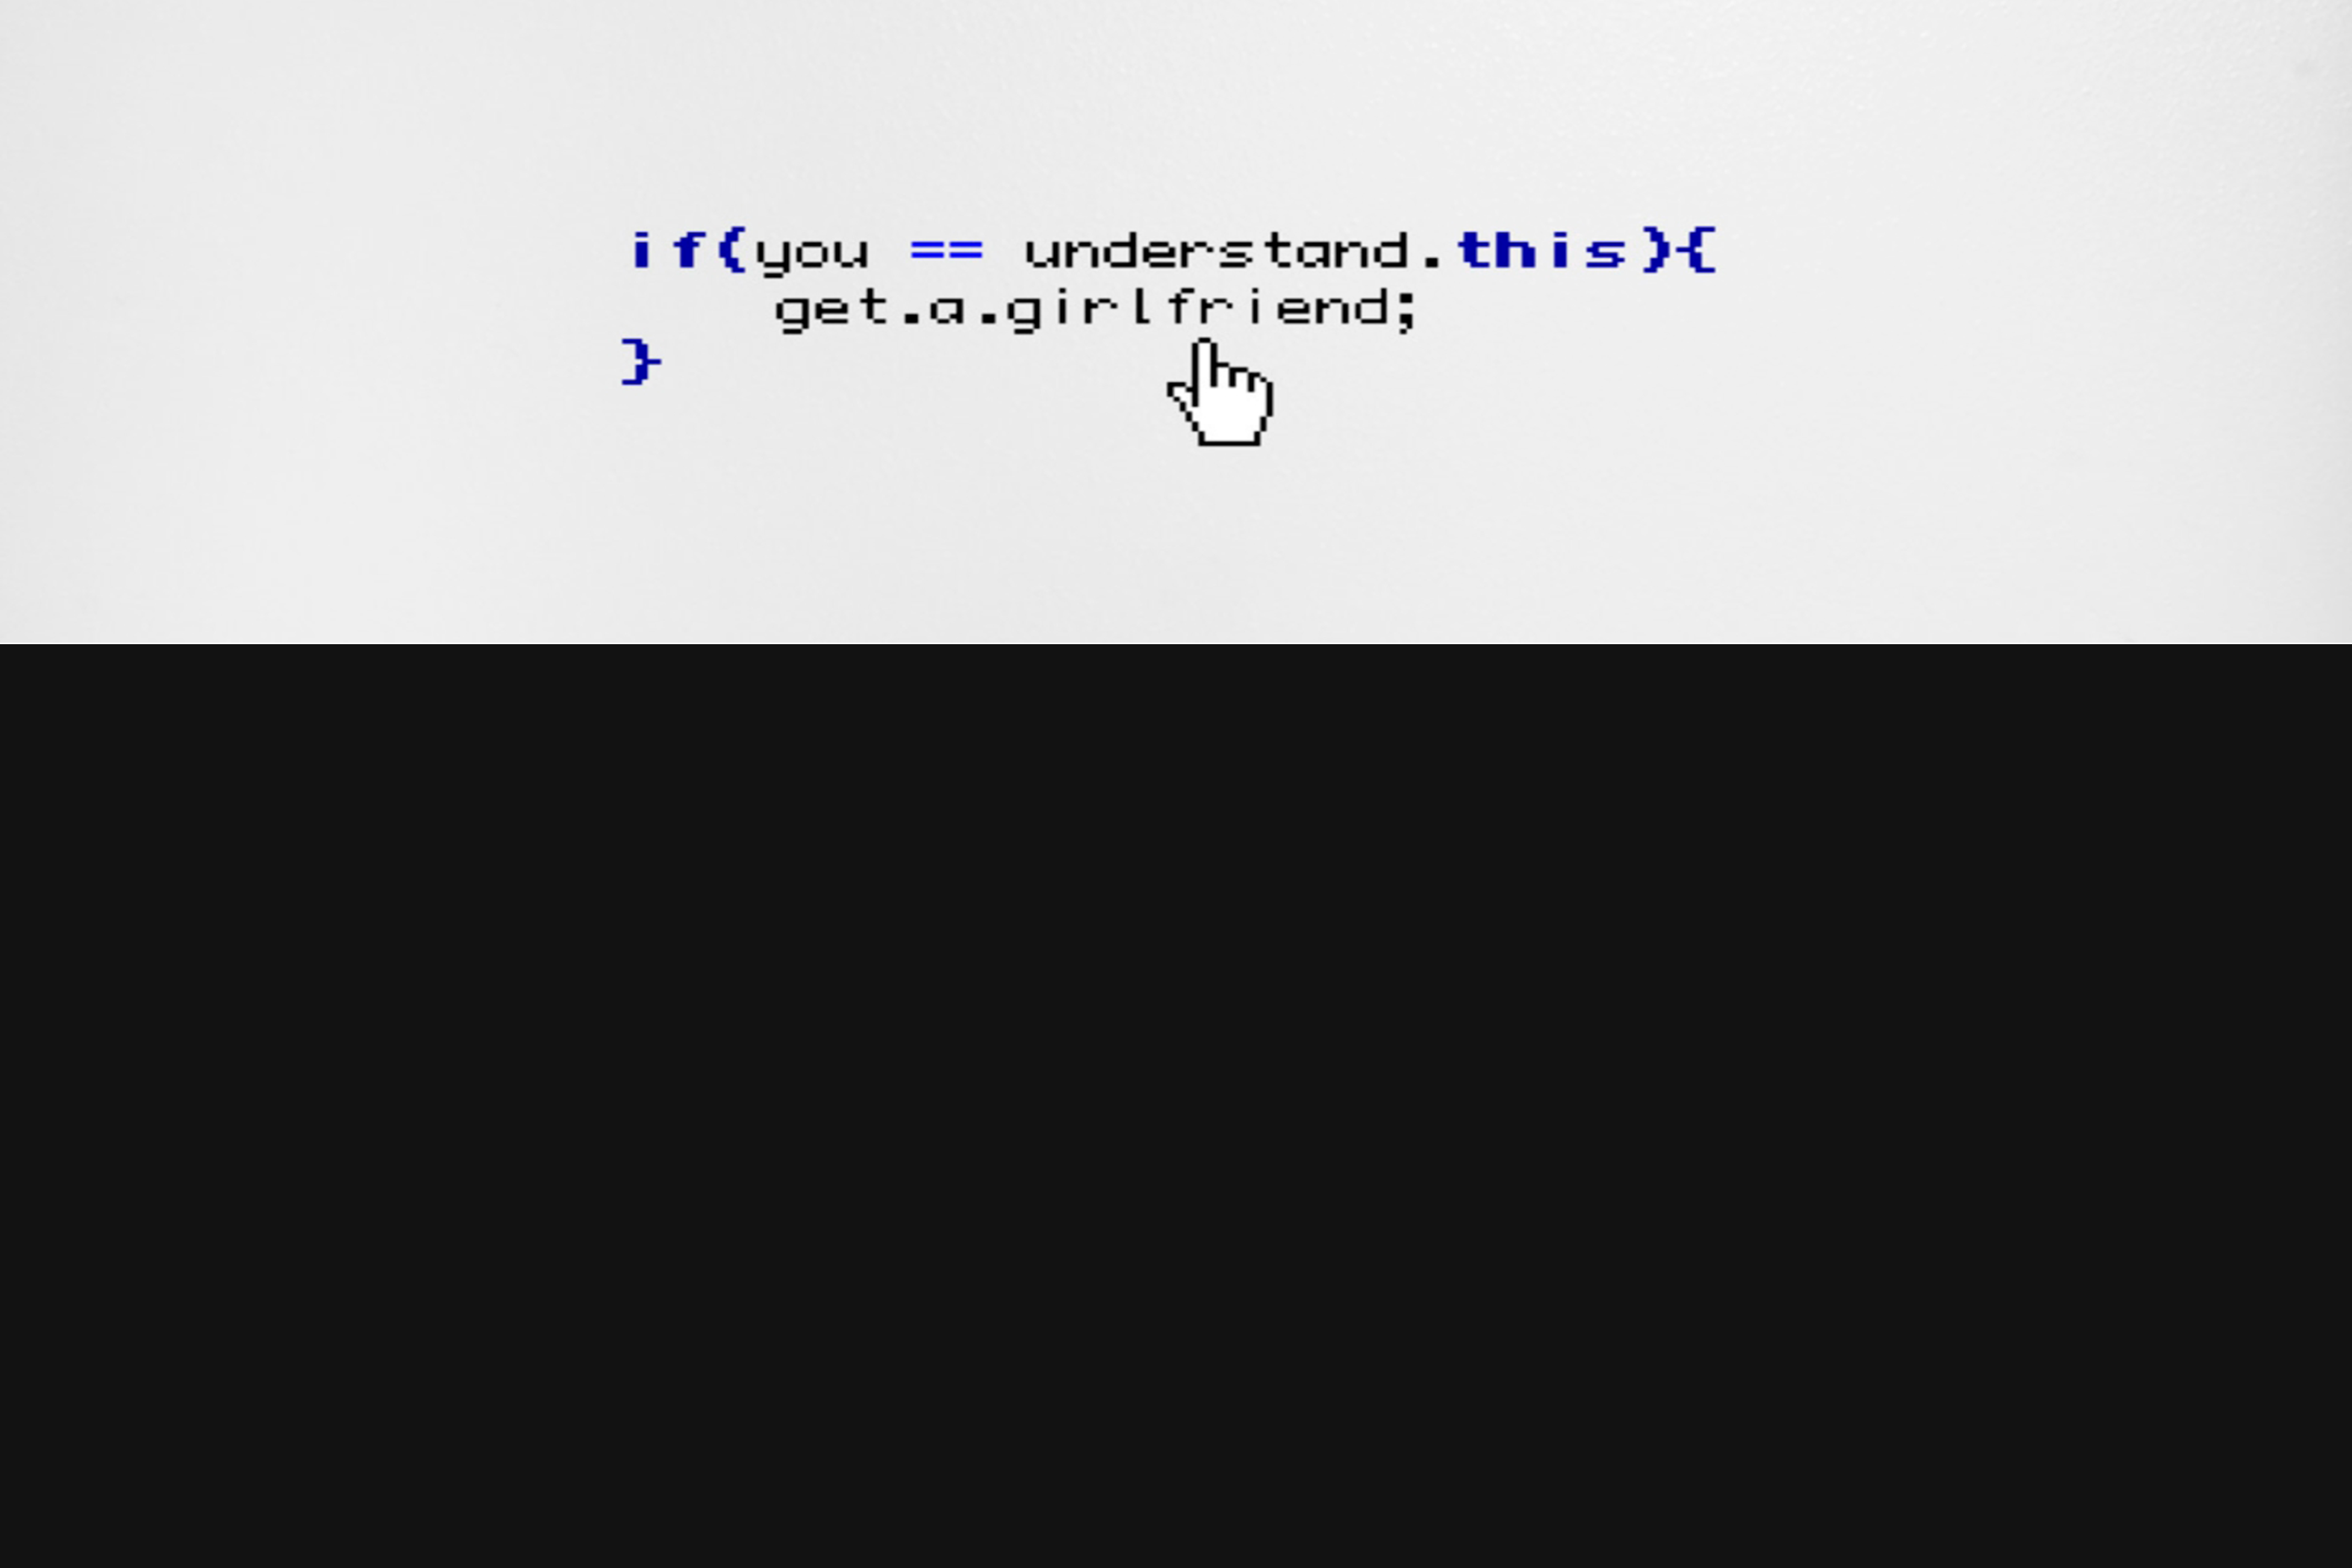 if(you == understand.this){
get.a.girlfriend;
}